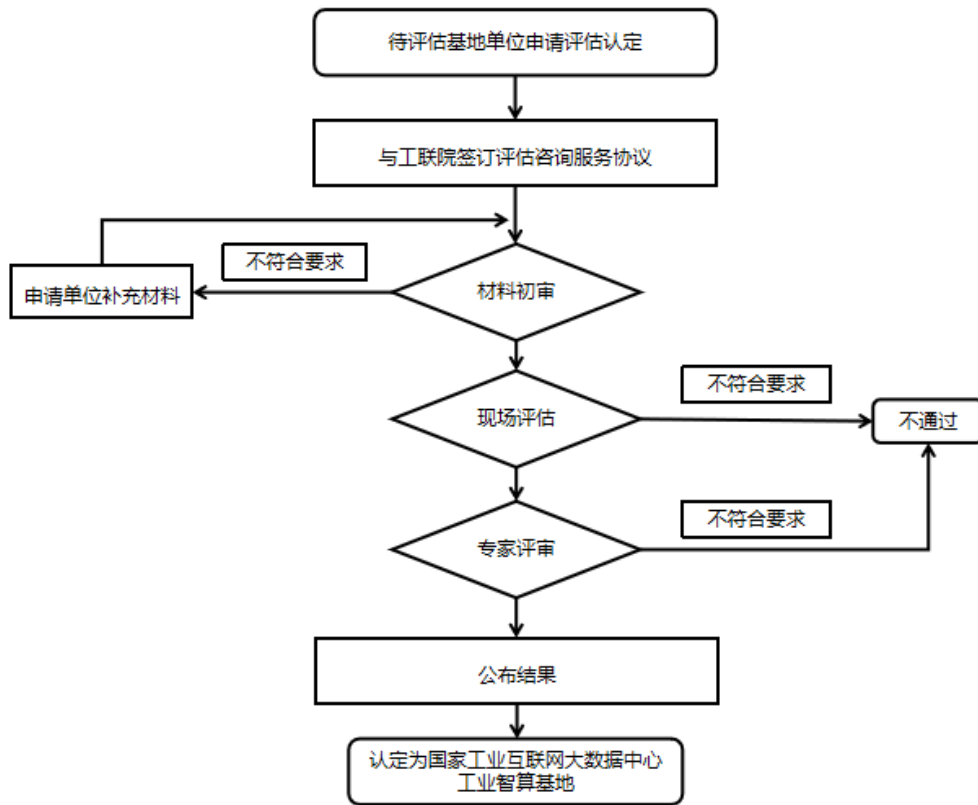 待评估基地单位申请评估认定
与工联院签订评估咨询服务协议
不符合要求
申请单位补充材料
材料初审
不符合要求
现场评估
不通过
不符合要求
专家评审
公布结果
认定为国家工业互联网大数据中心
工业智算基地